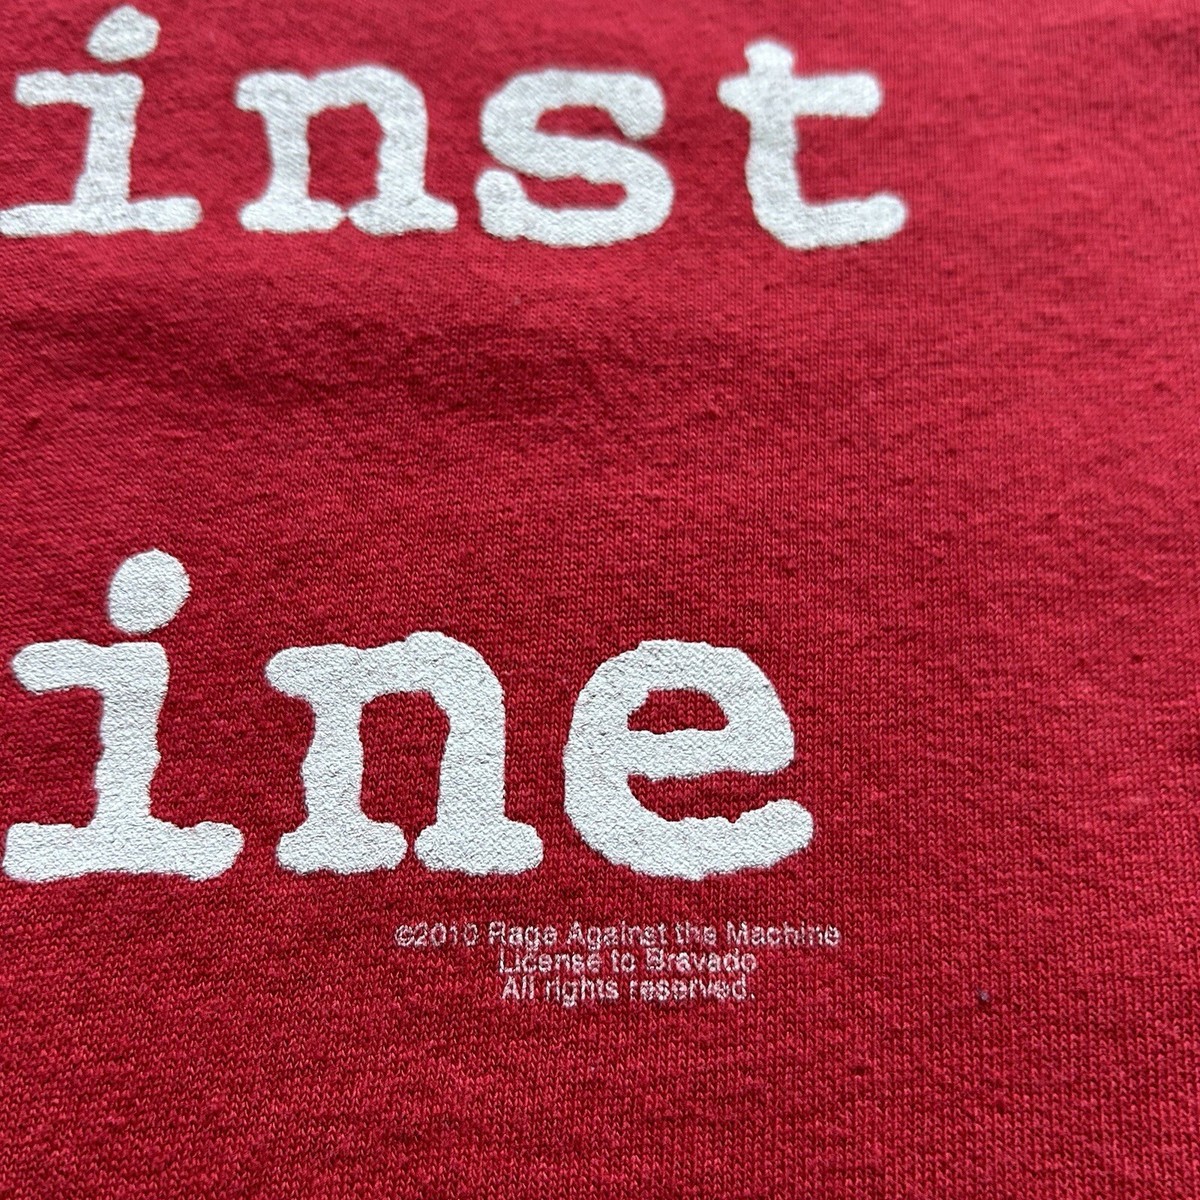 inst
ine
©2010 Rage Against the Machine
License to Bravado
All rights reserved.